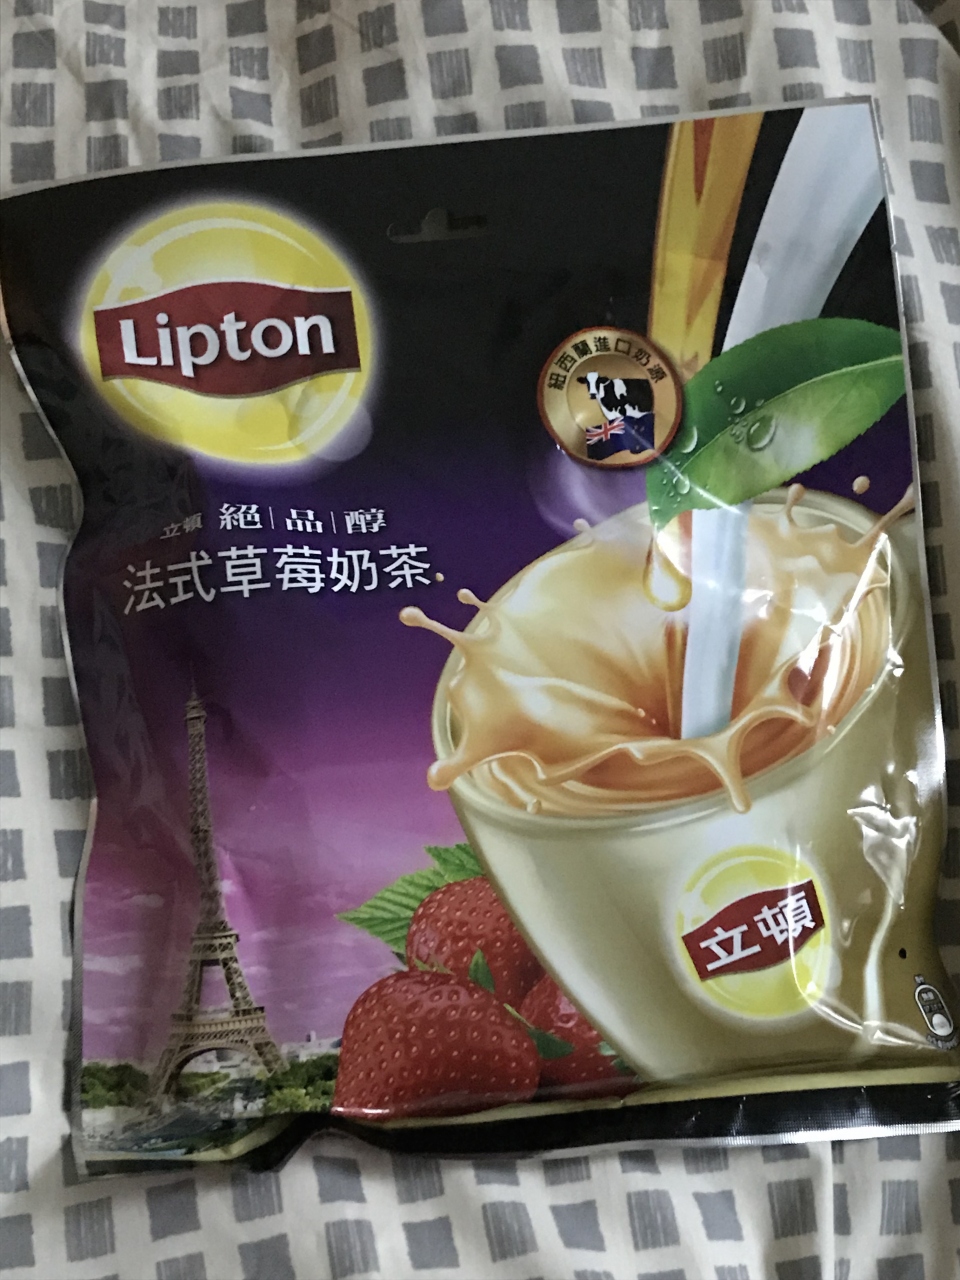 Lipton
紐西蘭進口奶源
立頓 絕|品|醇
法式草莓奶茶
立頓